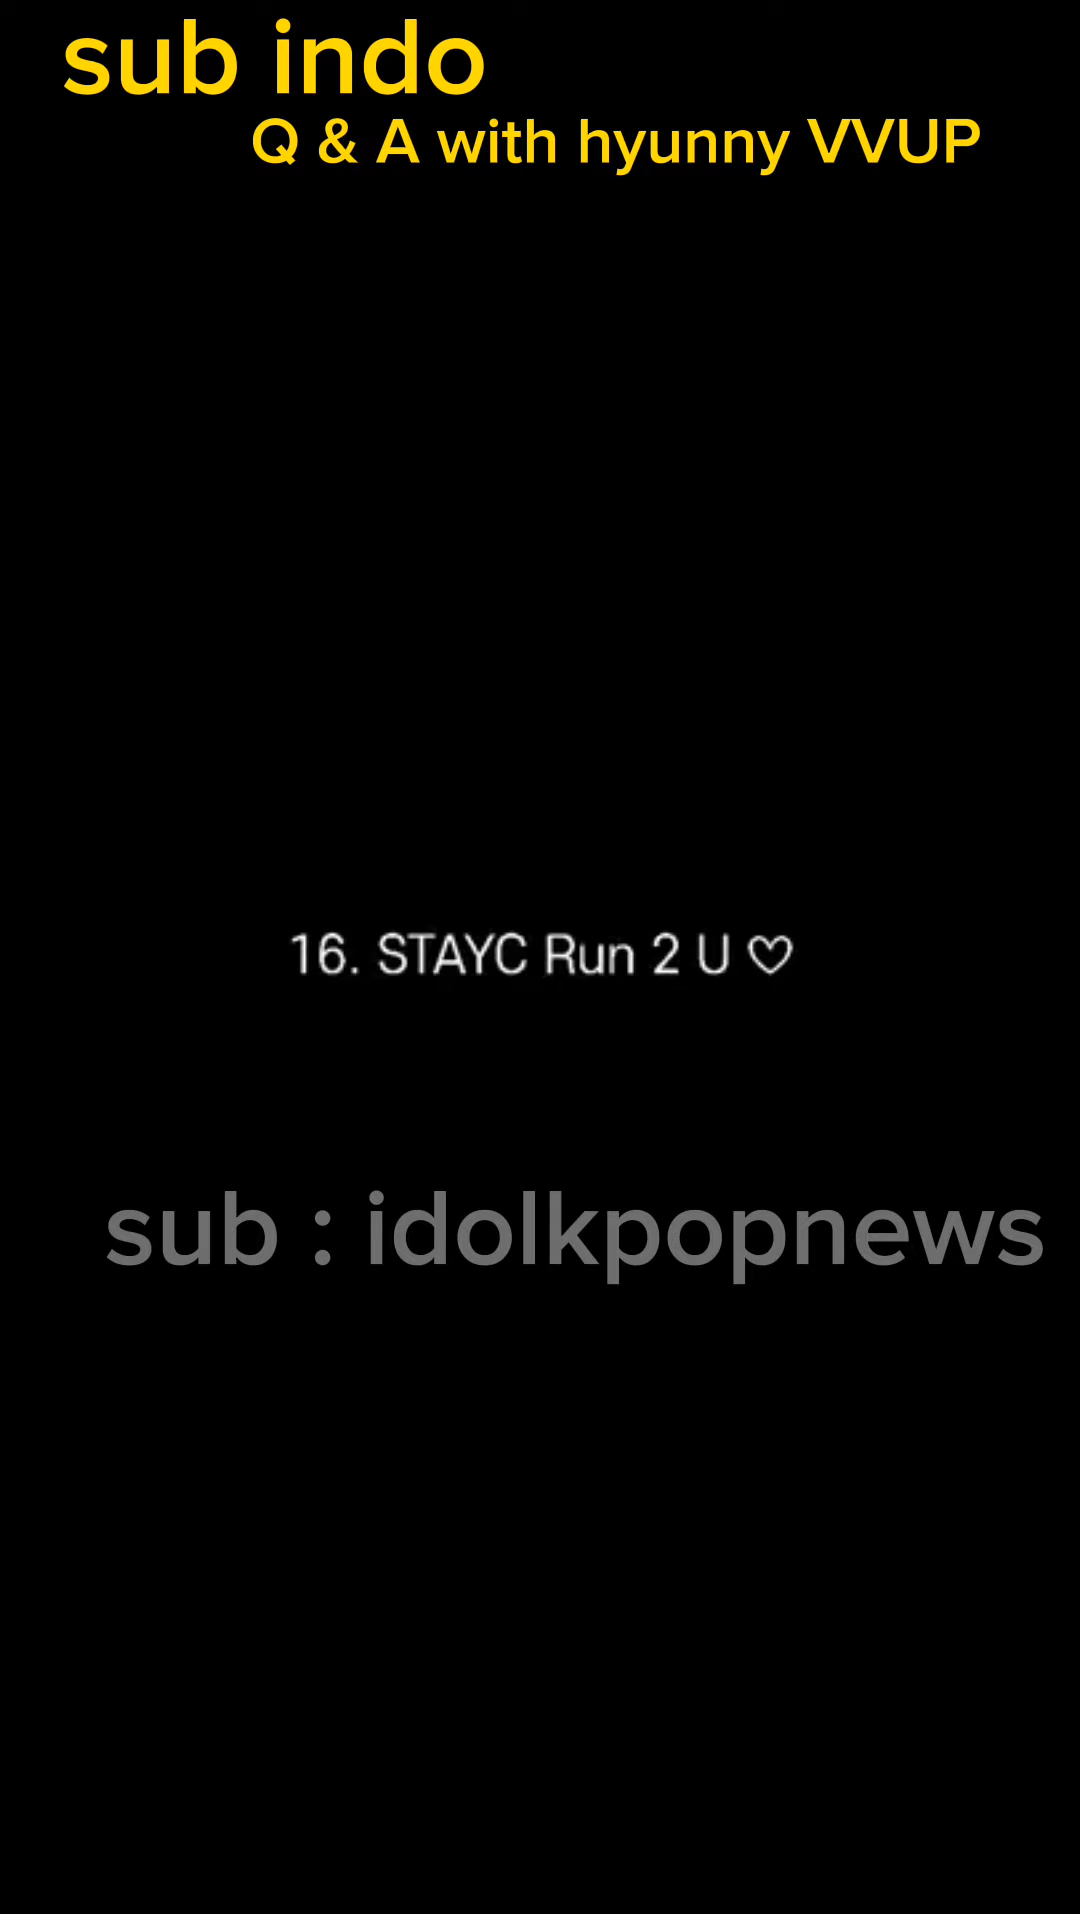 sub indo
Q & A with hyunny VVUP
16. STAYC Run 2 U ♡
sub : idolkpopnews